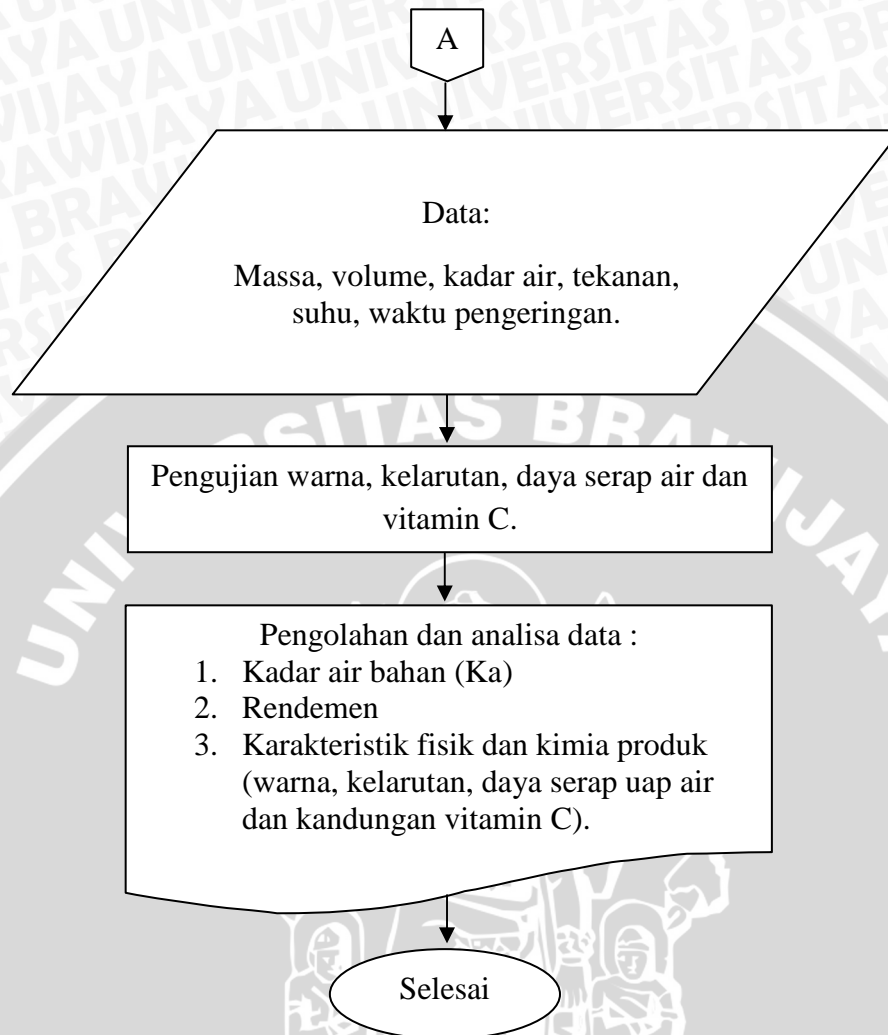 A
Data:
Massa, volume, kadar air, tekanan,
suhu, waktu pengeringan.
Pengujian warna, kelarutan, daya serap air dan
vitamin C.
Pengolahan dan analisa data :
1. Kadar air bahan (Ka)
2. Rendemen
3. Karakteristik fisik dan kimia produk
(warna, kelarutan, daya serap uap air
dan kandungan vitamin C).
Selesai
UNIVERSITAS BRAWIJAYA